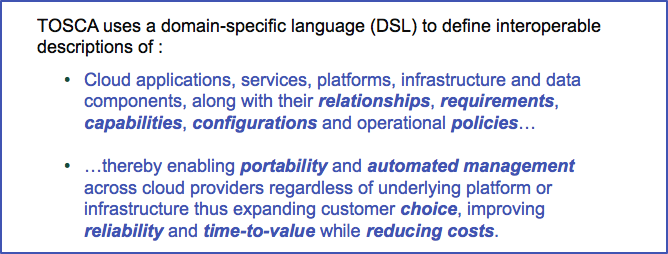 TOSCA uses a domain-specific language (DSL) to define interoperable
descriptions of :
• Cloud applications, services, platforms, infrastructure and data
components, along with their relationships, requirements,
capabilities, configurations and operational policies…
• …thereby enabling portability and automated management
across cloud providers regardless of underlying platform or
infrastructure thus expanding customer choice, improving
reliability and time-to-value while reducing costs.